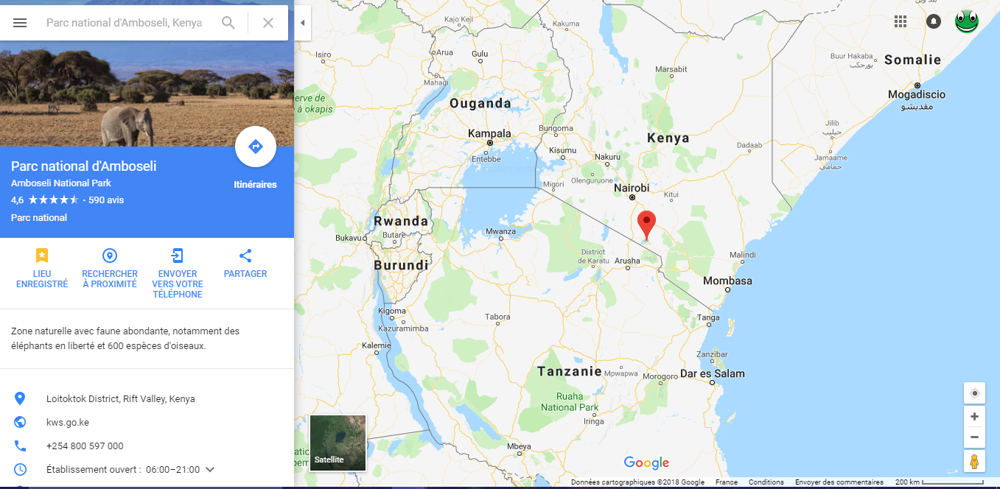 Parc national d'Amboseli, Kenya
Parc national d'Amboseli
Amboseli National Park
4,6 ★★★★★ · 590 avis
Parc national
Itinéraires
LIEU
ENREGISTRÉ
RECHERCHER
À PROXIMITÉ
ENVOYER
VERS VOTRE
TÉLÉPHONE
PARTAGER
Zone naturelle avec faune abondante, notamment des
éléphants en liberté et 600 espèces d'oiseaux.
Loitoktok District, Rift Valley, Kenya
kws.go.ke
+254 800 597 000
Établissement ouvert : 06:00–21:00
Satellite
Kajo Keji
Kakuma
Isiro
Arua
Gulu
Mahagi
erve de
à okapis
Ouganda
Kampala
Entebbe
Bungoma
Kisumu
Nakuru
Marsabit
Kenya
Dadaab
Buur Hakaba
بورحكبة
Somalie
Mogadiscio
مقديشو
Jilib
جيليب
Jamaame
جمامي
Migori
Olenguruone
Nairobi
Kitui
Rwanda
Butare
Bukavu
Burundi
Mwanza
District
de Karatu
Arusha
Malindi
Mombasa
Kigoma
Kazuramimba
Kalemie
Tabora
Tanga
Zanzibar
Tanzanie
Mpwapwa
Morogoro
Dar es Salam
Ruaha
National Park
Iringa
Mbeya
Google
Données cartographiques ©2018 Google
France
Conditions
Envoyer des commentaires
200 km